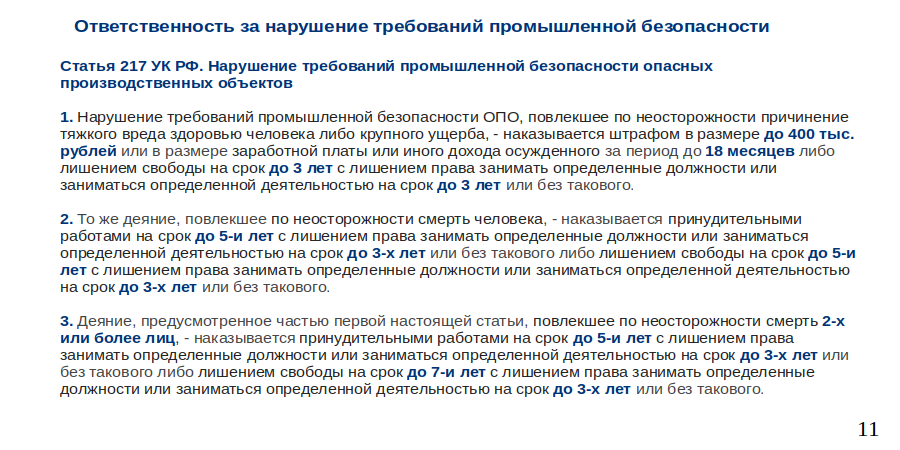 Ответственность за нарушение требований промышленной безопасности
Статья 217 УК РФ. Нарушение требований промышленной безопасности опасных
производственных объектов
1. Нарушение требований промышленной безопасности ОПО, повлекшее по неосторожности причинение
тяжкого вреда здоровью человека либо крупного ущерба, - наказывается штрафом в размере до 400 тыс.
рублей или в размере заработной платы или иного дохода осужденного за период до 18 месяцев либо
лишением свободы на срок до 3 лет с лишением права занимать определенные должности или
заниматься определенной деятельностью на срок до 3 лет или без такового.
2. То же деяние, повлекшее по неосторожности смерть человека, - наказывается принудительными
работами на срок до 5-и лет с лишением права занимать определенные должности или заниматься
определенной деятельностью на срок до 3-х лет или без такового либо лишением свободы на срок до 5-и
лет с лишением права занимать определенные должности или заниматься определенной деятельностью
на срок до 3-х лет или без такового.
3. Деяние, предусмотренное частью первой настоящей статьи, повлекшее по неосторожности смерть 2-х
или более лиц, - наказывается принудительными работами на срок до 5-и лет с лишением права
занимать определенные должности или заниматься определенной деятельностью на срок до 3-х лет или
без такового либо лишением свободы на срок до 7-и лет с лишением права занимать определенные
должности или заниматься определенной деятельностью на срок до 3-х лет или без такового.
11